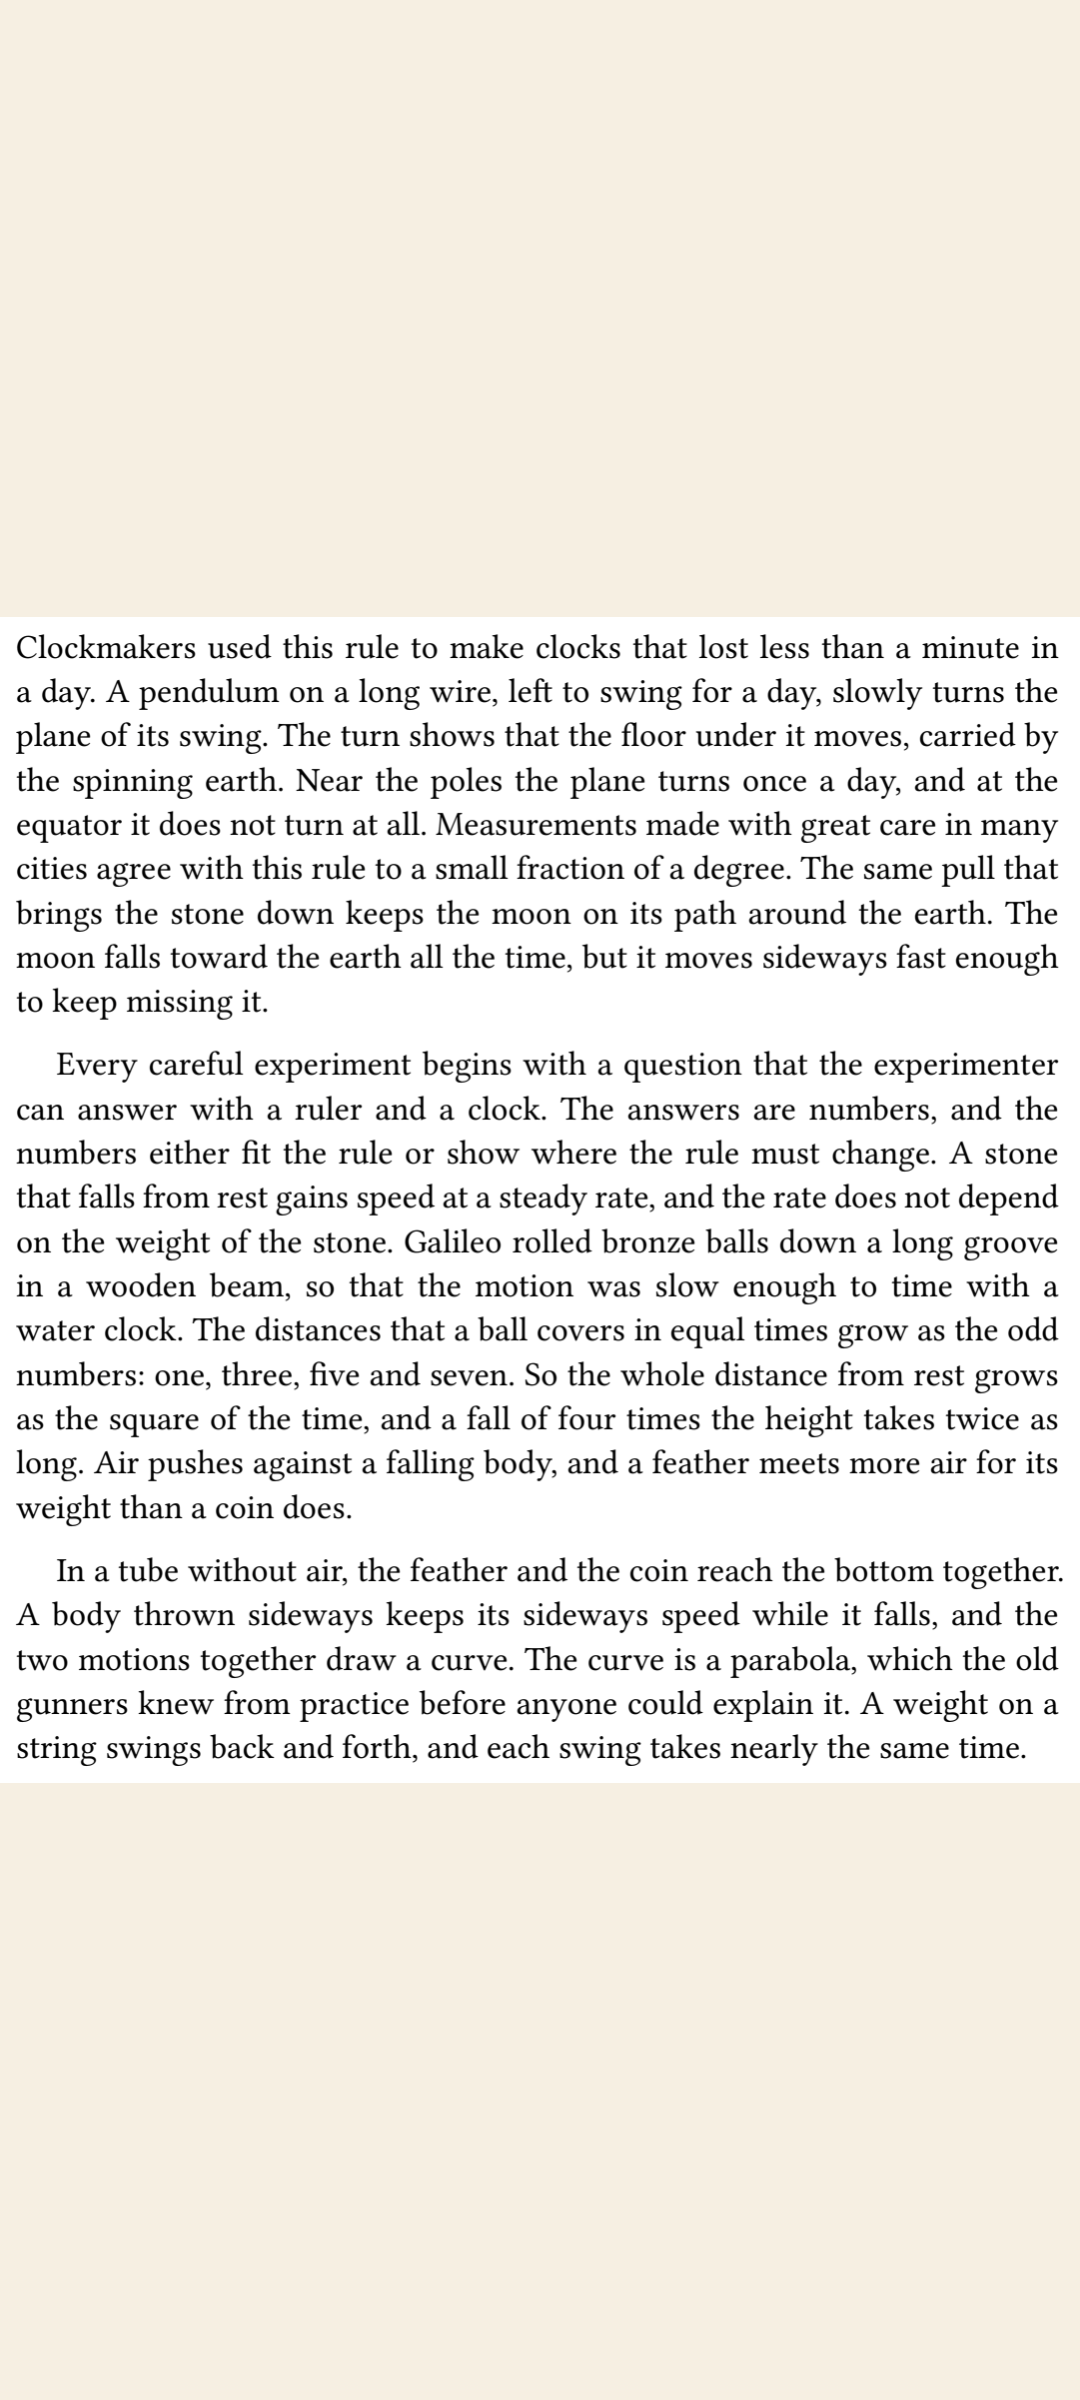 Clockmakers used this rule to make clocks that lost less than a minute in
a day. A pendulum on a long wire, left to swing for a day, slowly turns the
plane of its swing. The turn shows that the floor under it moves, carried by
the spinning earth. Near the poles the plane turns once a day, and at the
equator it does not turn at all. Measurements made with great care in many
cities agree with this rule to a small fraction of a degree. The same pull that
brings the stone down keeps the moon on its path around the earth. The
moon falls toward the earth all the time, but it moves sideways fast enough
to keep missing it.
Every careful experiment begins with a question that the experimenter
can answer with a ruler and a clock. The answers are numbers, and the
numbers either fit the rule or show where the rule must change. A stone
that falls from rest gains speed at a steady rate, and the rate does not depend
on the weight of the stone. Galileo rolled bronze balls down a long groove
in a wooden beam, so that the motion was slow enough to time with a
water clock. The distances that a ball covers in equal times grow as the odd
numbers: one, three, five and seven. So the whole distance from rest grows
as the square of the time, and a fall of four times the height takes twice as
long. Air pushes against a falling body, and a feather meets more air for its
weight than a coin does.
In a tube without air, the feather and the coin reach the bottom together.
A body thrown sideways keeps its sideways speed while it falls, and the
two motions together draw a curve. The curve is a parabola, which the old
gunners knew from practice before anyone could explain it. A weight on a
string swings back and forth, and each swing takes nearly the same time.